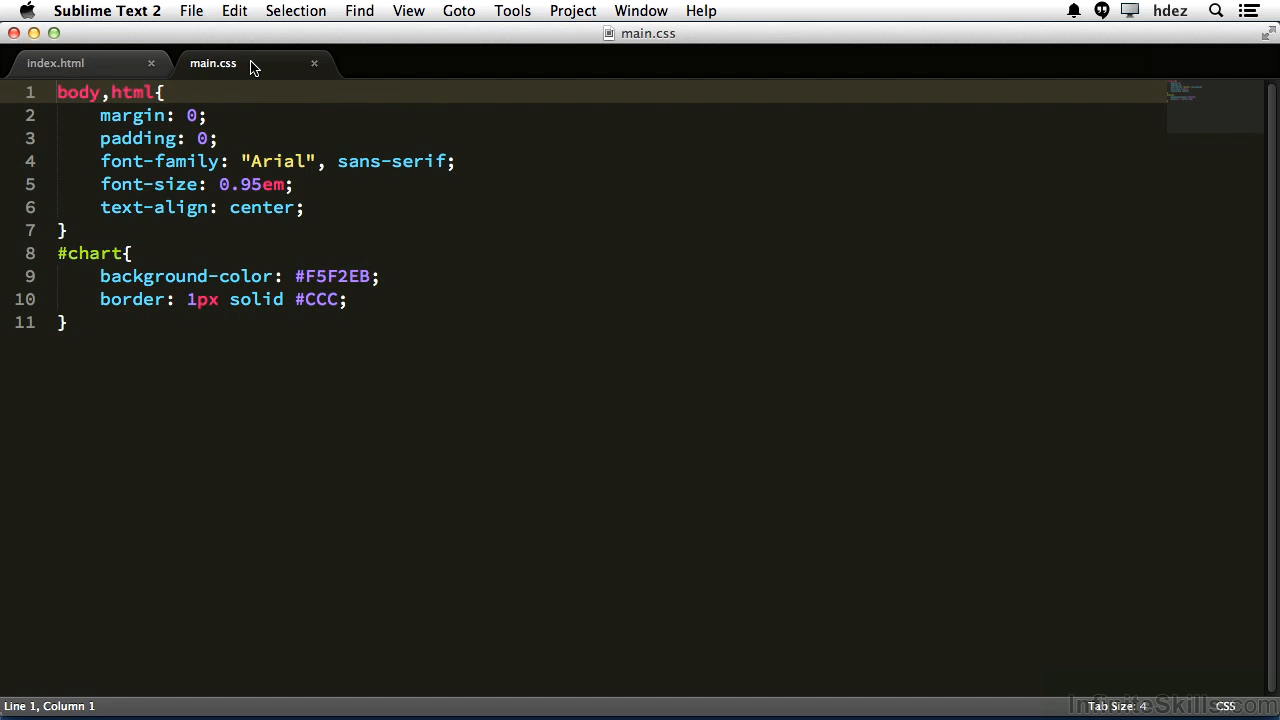 Sublime Text 2 File Edit Selection Find View Goto Tools Project Window Help hdez
main.css
index.html × main.css ×
1 body,html{
2 margin: 0;
3 padding: 0;
4 font-family: "Arial", sans-serif;
5 font-size: 0.95em;
6 text-align: center;
7 }
8 #chart{
9 background-color: #F5F2EB;
10 border: 1px solid #CCC;
11 }
InfiniteSkills.com
Line 1, Column 1 Tab Size: 4 CSS